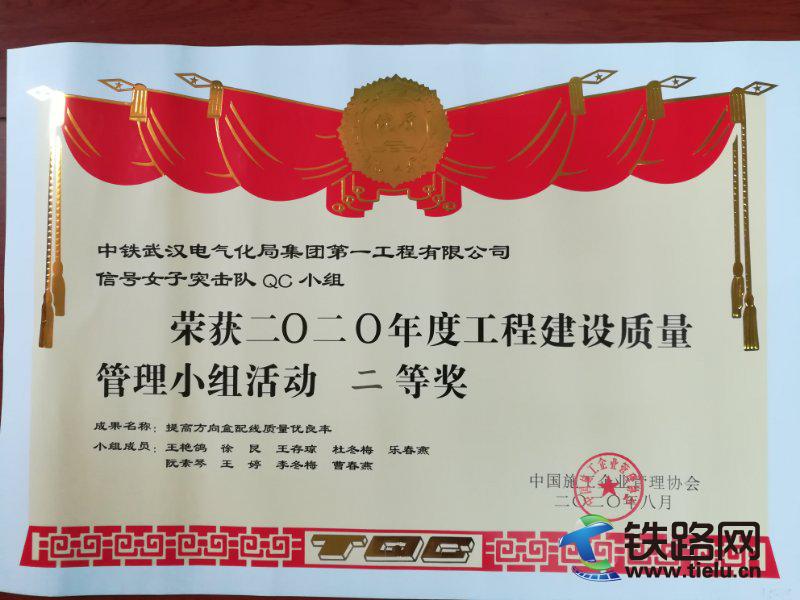 中铁武汉电气化局集团第一工程有限公司
信号女子突击队QC小组
荣获二〇二〇年度工程建设质量
管理小组活动 二等奖
成果名称：提高方向盒配线质量优良率
小组成员：王艳鸽 徐艮 王存琼 杜冬梅 乐春燕
阮素琴 王婷 李冬梅 曹春燕
中国施工企业管理协会
二〇二〇年八月
TQC
铁路网
www.tielu.cn